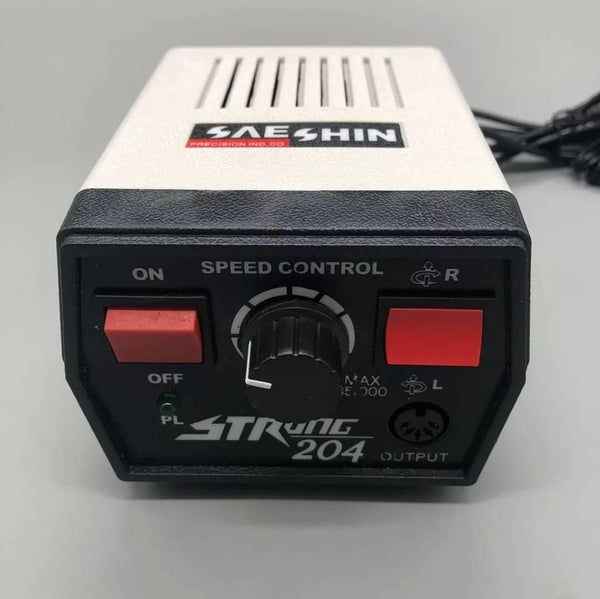 SAESHIN
PRECISION IND.CO
ON
SPEED CONTROL
R
OFF
MAX
L
PL
STRONG
204
OUTPUT